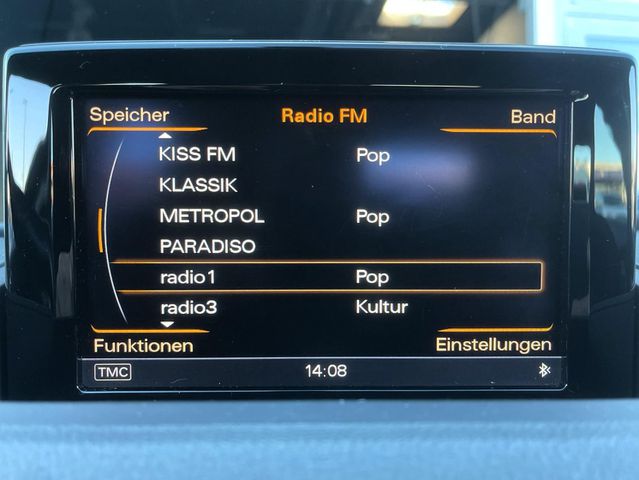 Speicher Radio FM Band
KISS FM Pop
KLASSIK
METROPOL Pop
PARADISO
radio1 Pop
radio3 Kultur
Funktionen Einstellungen
TMC 14:08